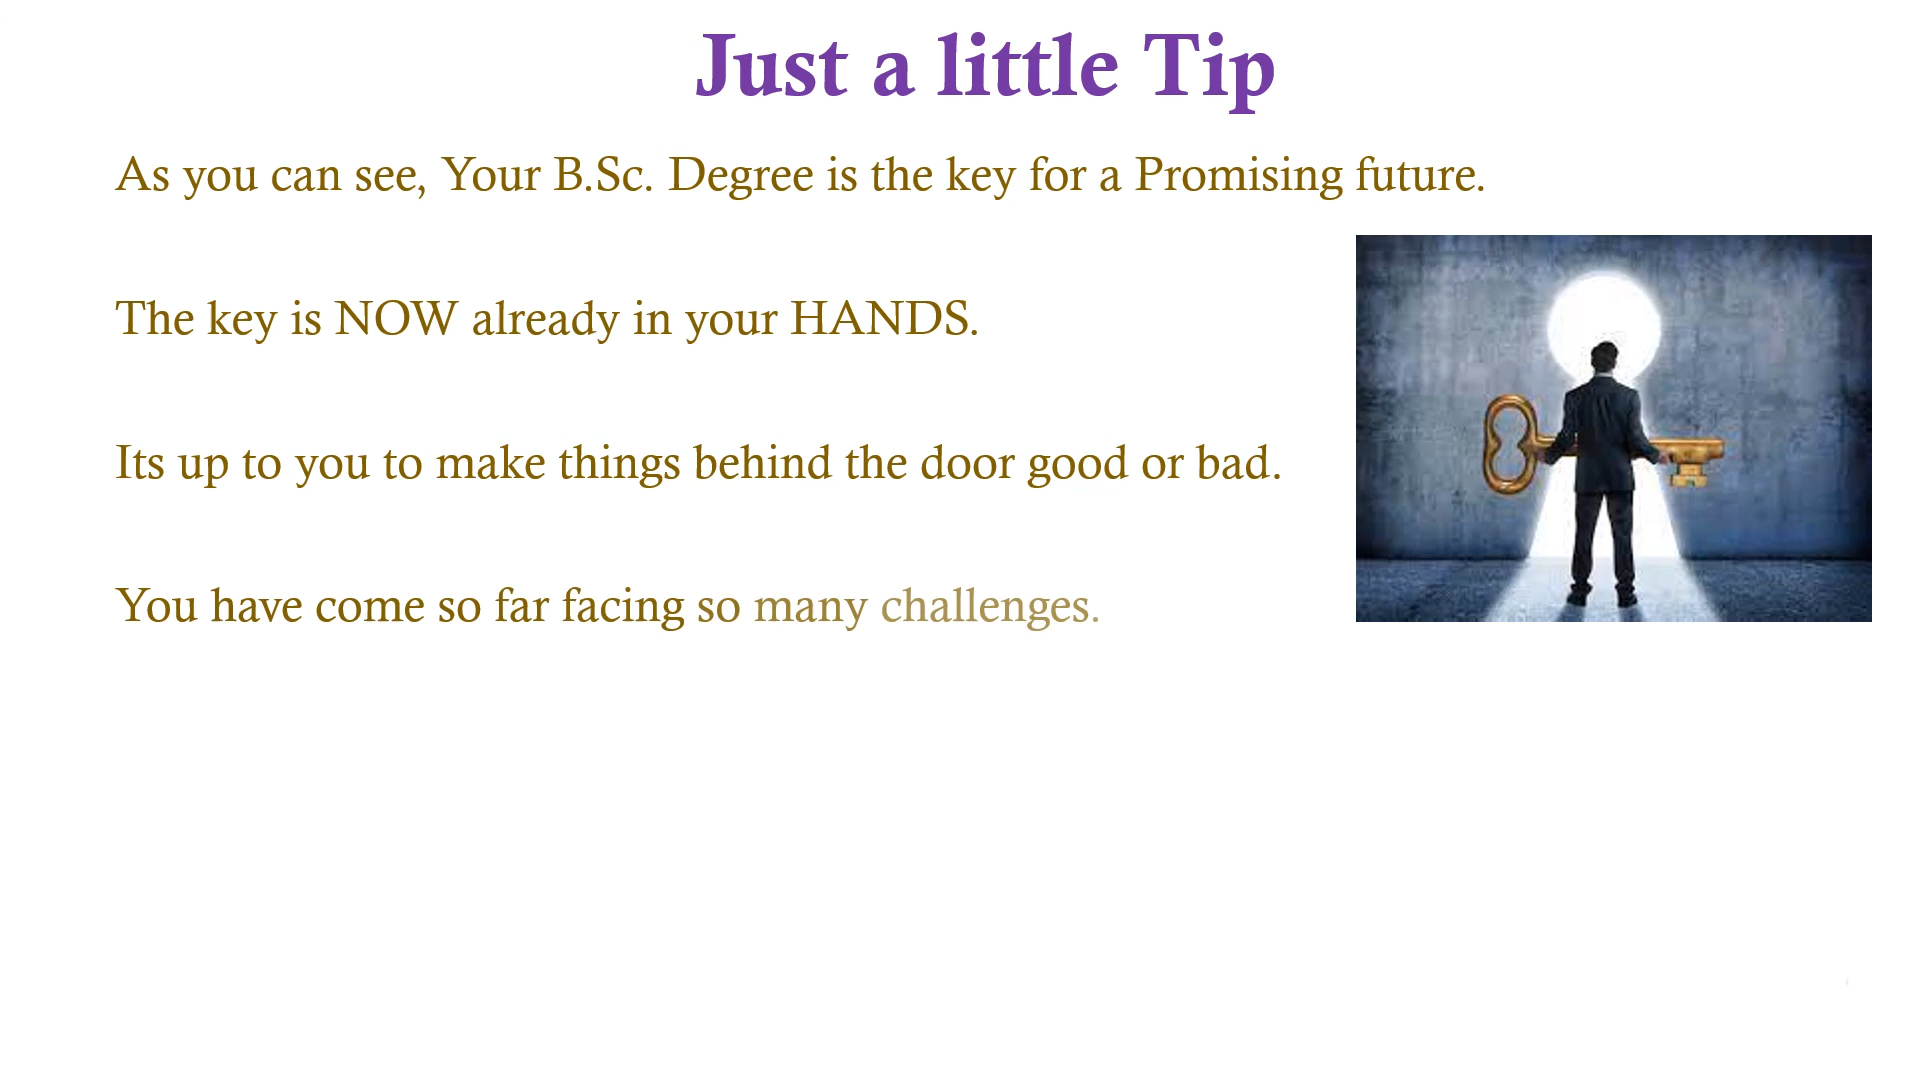 Just a little Tip
As you can see, Your B.Sc. Degree is the key for a Promising future.
The key is NOW already in your HANDS.
Its up to you to make things behind the door good or bad.
You have come so far facing so many challenges.